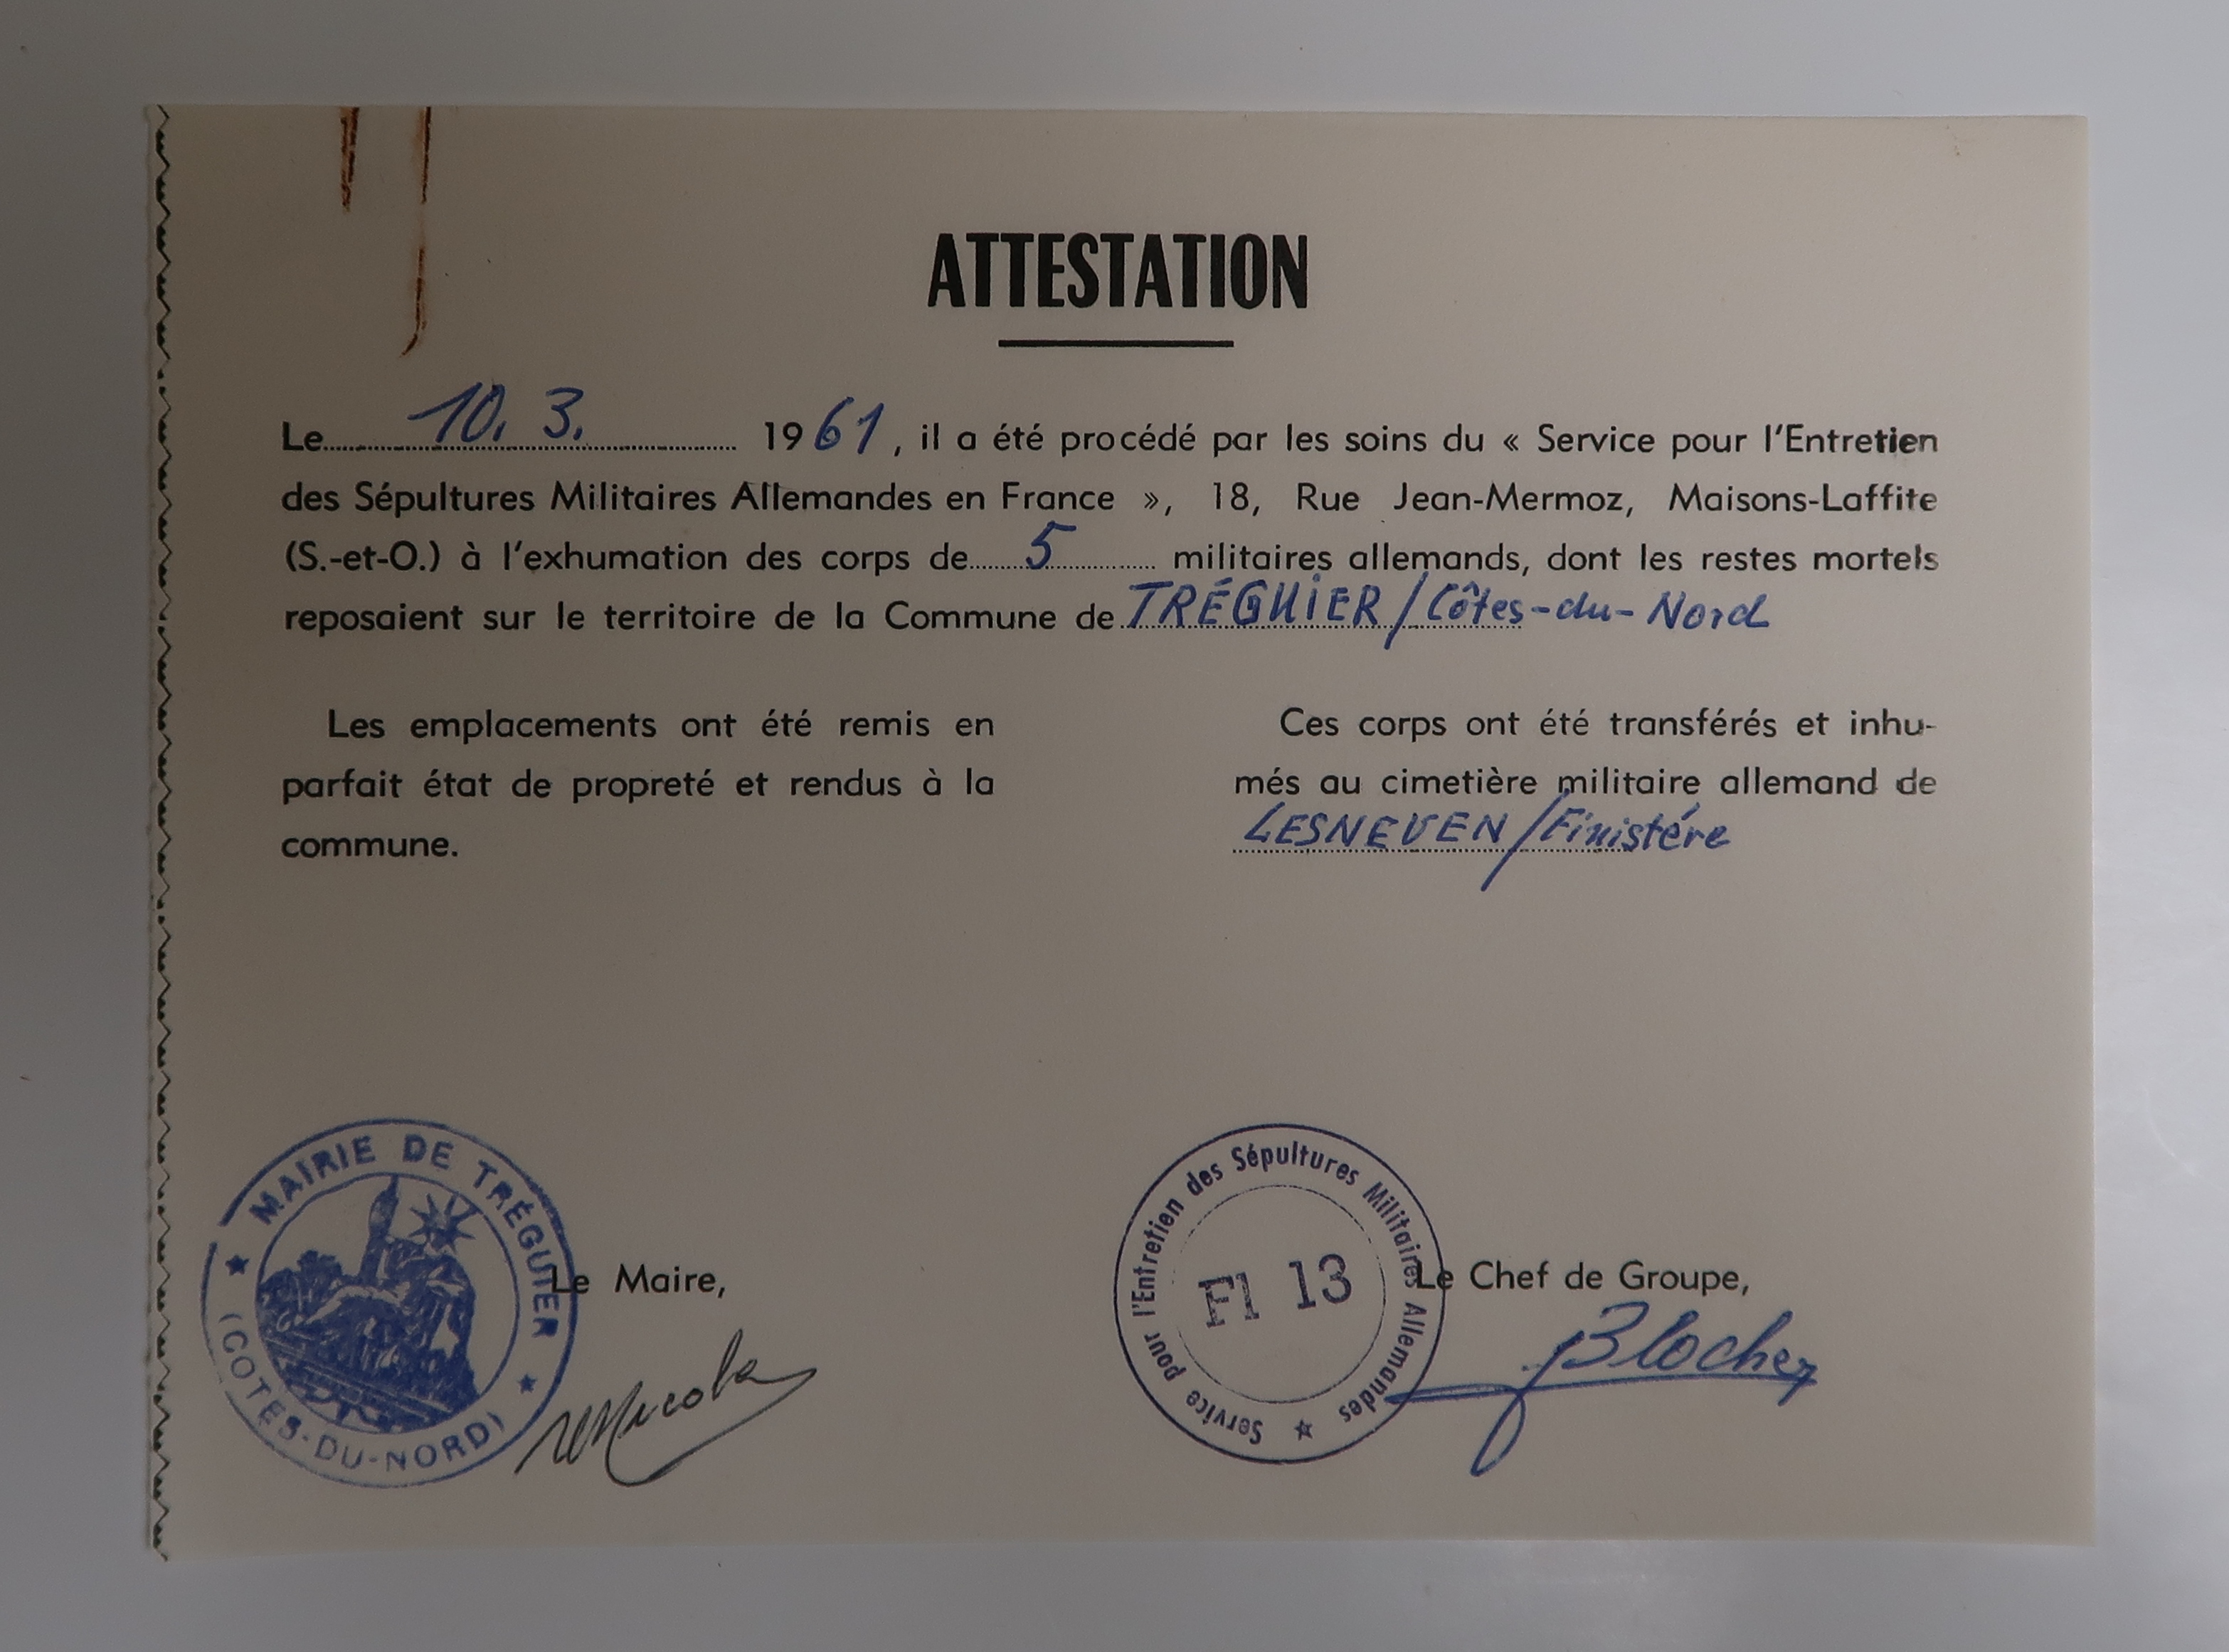 ATTESTATION
Le 10. 3. 1961, il a été procédé par les soins du « Service pour l'Entretien
des Sépultures Militaires Allemandes en France », 18, Rue Jean-Mermoz, Maisons-Laffite
(S.-et-O.) à l'exhumation des corps de 5 militaires allemands, dont les restes mortels
reposaient sur le territoire de la Commune de TRÉGUIER/Côtes-du-Nord
Les emplacements ont été remis en
parfait état de propreté et rendus à la
commune.
Ces corps ont été transférés et inhu-
més au cimetière militaire allemand de
LESNEVEN/Finistére
MAIRIE DE TRÉGUIER
(COTES-DU-NORD)
Le Maire,
Service pour l'Entretien des Sépultures Militaires Allemandes
F1 13
Le Chef de Groupe,